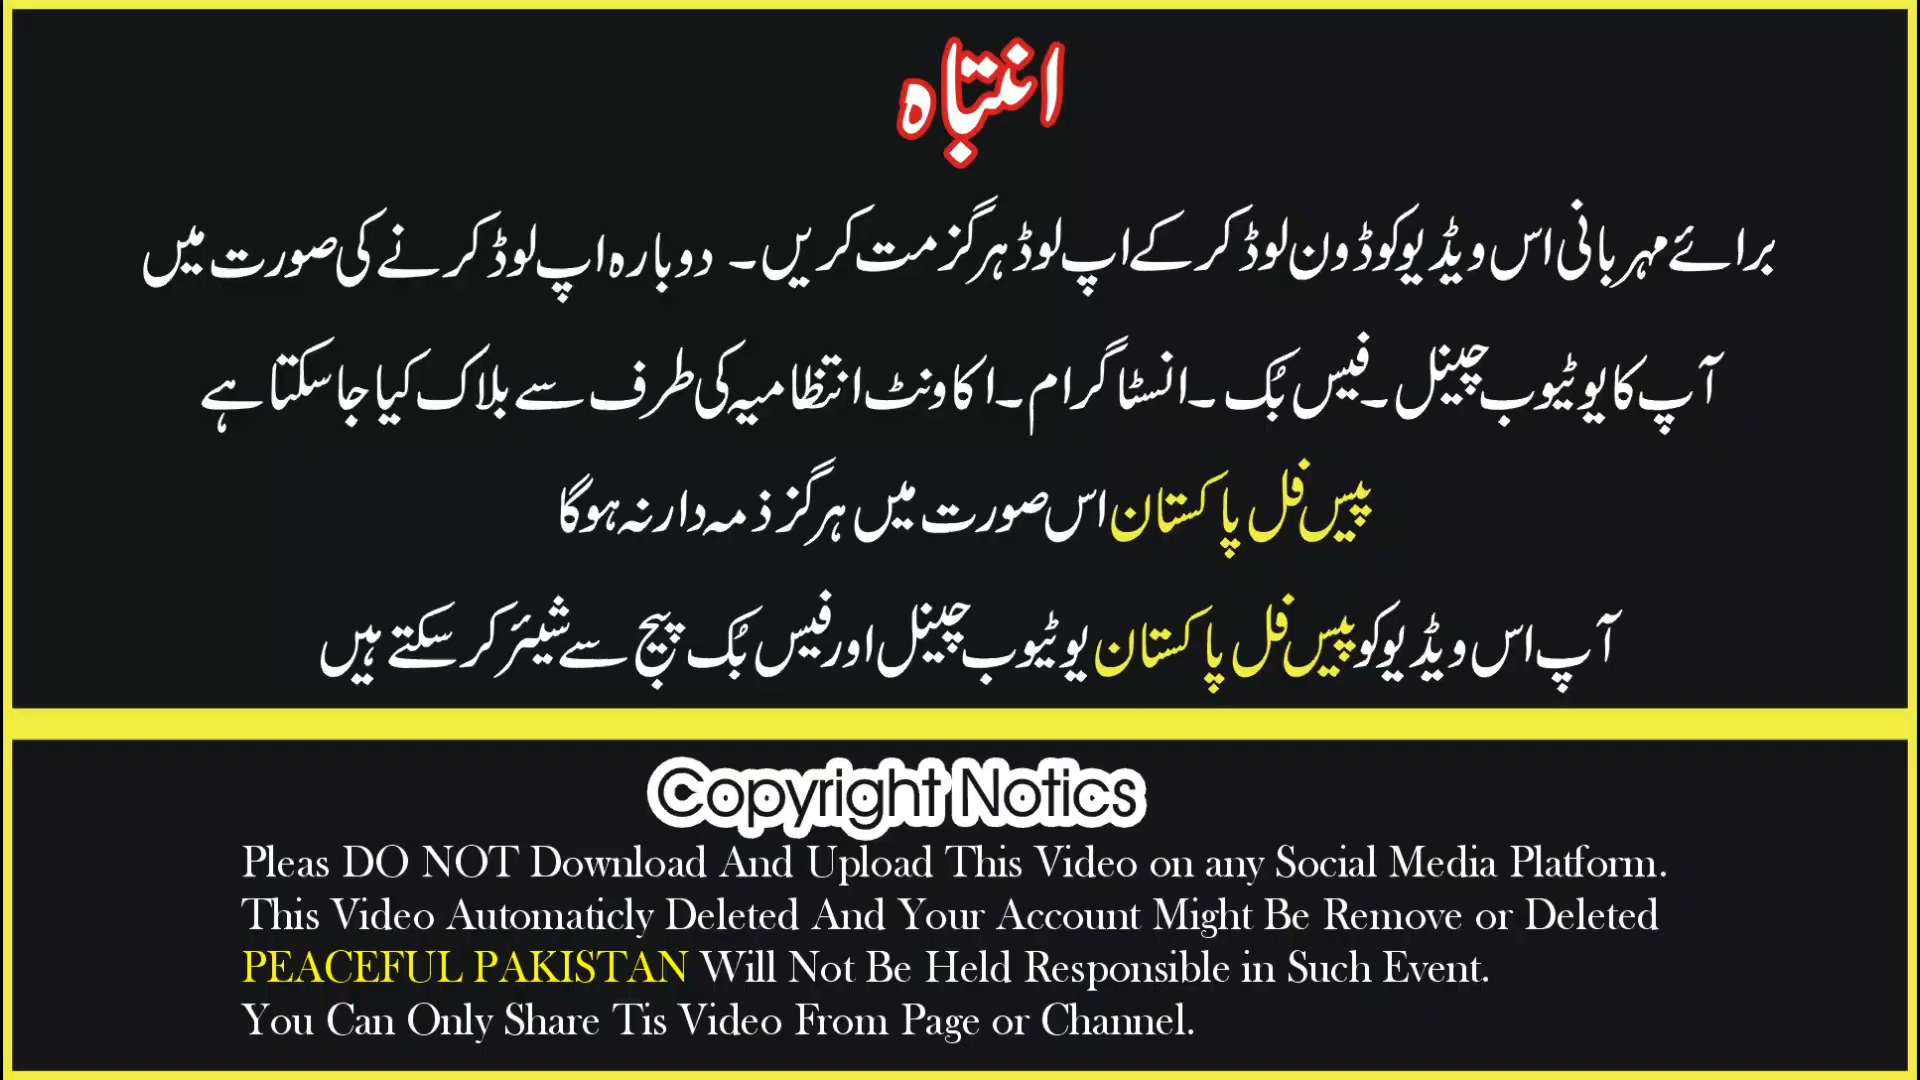 انتباہ
برائے مہربانی اس ویڈیو کو ڈون لوڈ کر کے اپ لوڈ ہرگز مت کریں۔ دوبارہ اپ لوڈ کرنے کی صورت میں
آپ کا یوٹیوب چینل۔ فیس بُک ۔ انسٹا گرام ۔ اکاونٹ انتظامیہ کی طرف سے بلاک کیا جا سکتا ہے
پیس فل پاکستان اس صورت میں ہرگز ذمہ دار نہ ہوگا
آپ اس ویڈیو کو پیس فل پاکستان یوٹیوب چینل اور فیس بُک پیج سے شیئر کر سکتے ہیں
Copyright Notics
Pleas DO NOT Download And Upload This Video on any Social Media Platform.
This Video Automaticly Deleted And Your Account Might Be Remove or Deleted
PEACEFUL PAKISTAN Will Not Be Held Responsible in Such Event.
You Can Only Share Tis Video From Page or Channel.